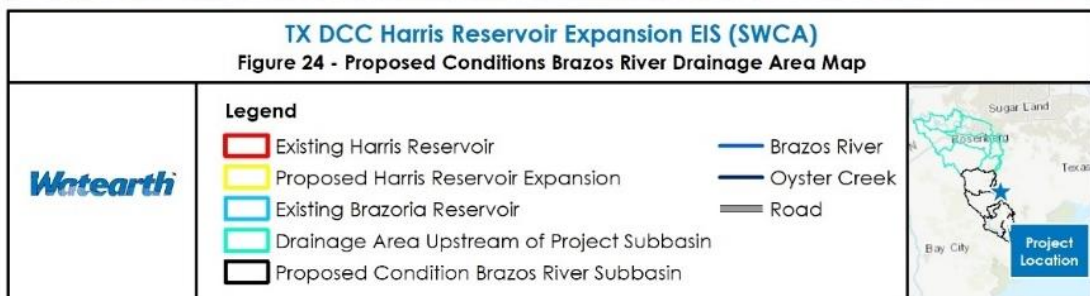 TX DCC Harris Reservoir Expansion EIS (SWCA)
Figure 24 - Proposed Conditions Brazos River Drainage Area Map
Watearth
Legend
Existing Harris Reservoir
Proposed Harris Reservoir Expansion
Existing Brazoria Reservoir
Drainage Area Upstream of Project Subbasin
Proposed Condition Brazos River Subbasin
Brazos River
Oyster Creek
Road
Sugar Land
Rosenberg
Texas
Bay City
Project
Location